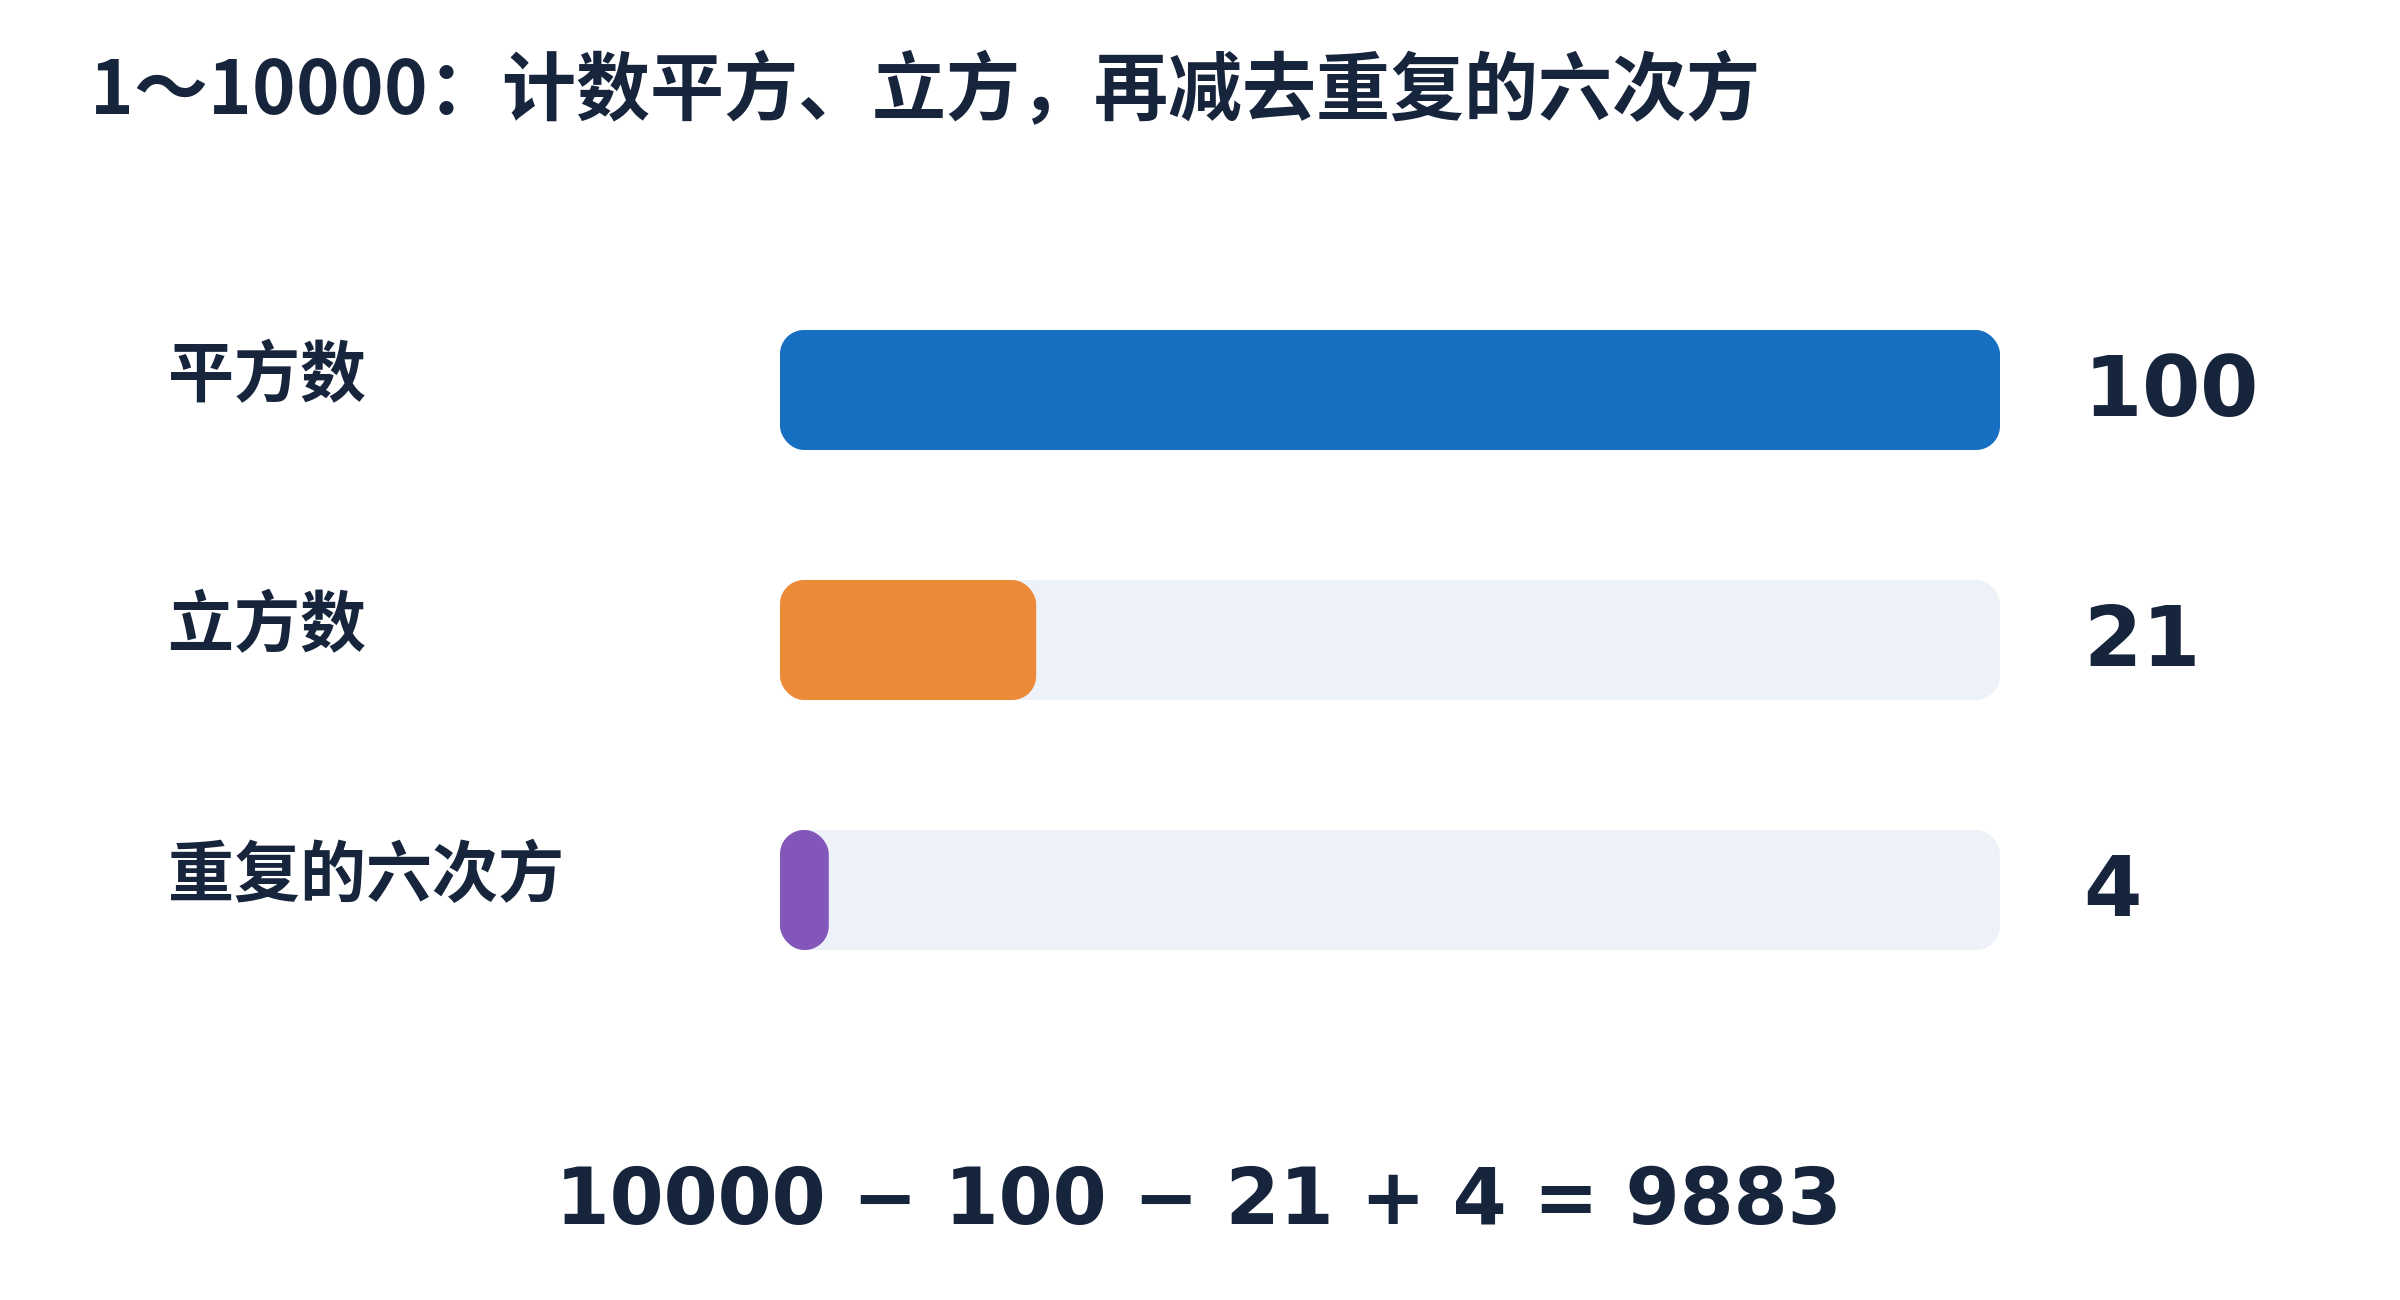 1～10000：计数平方、立方，再减去重复的六次方
平方数 100
立方数 21
重复的六次方 4
10000 − 100 − 21 + 4 = 9883